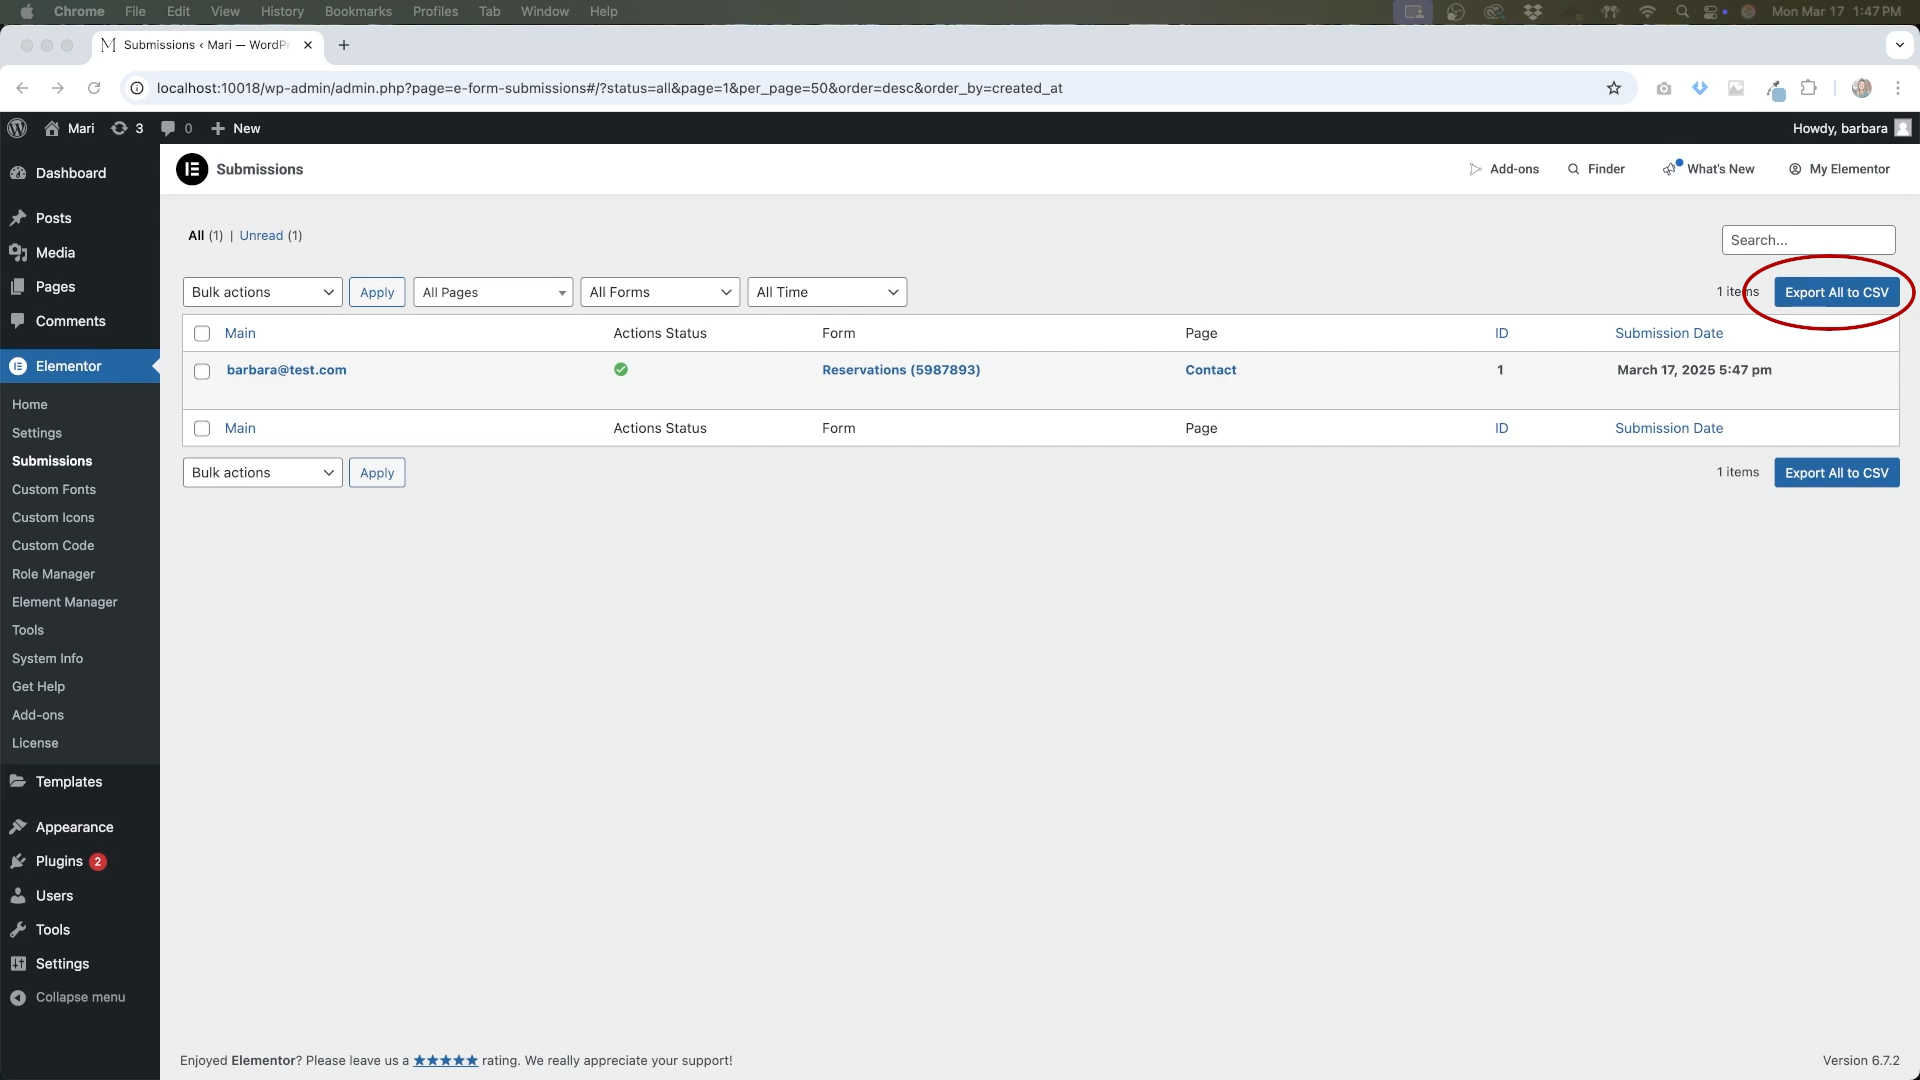 Chrome File Edit View History Bookmarks Profiles Tab Window Help Mon Mar 17 1:47 PM
Submissions ‹ Mari — WordPr
localhost:10018/wp-admin/admin.php?page=e-form-submissions#/?status=all&page=1&per_page=50&order=desc&order_by=created_at
Mari 3 0 New Howdy, barbara
Dashboard
Posts
Media
Pages
Comments
Elementor
Home
Settings
Submissions
Custom Fonts
Custom Icons
Custom Code
Role Manager
Element Manager
Tools
System Info
Get Help
Add-ons
License
Templates
Appearance
Plugins 2
Users
Tools
Settings
Collapse menu
Submissions Add-ons Finder What's New My Elementor
All (1) | Unread (1)
Search...
Bulk actions Apply All Pages All Forms All Time 1 items Export All to CSV
Main Actions Status Form Page ID Submission Date
barbara@test.com Reservations (5987893) Contact 1 March 17, 2025 5:47 pm
Main Actions Status Form Page ID Submission Date
Bulk actions Apply 1 items Export All to CSV
Enjoyed Elementor? Please leave us a ★★★★★ rating. We really appreciate your support! Version 6.7.2